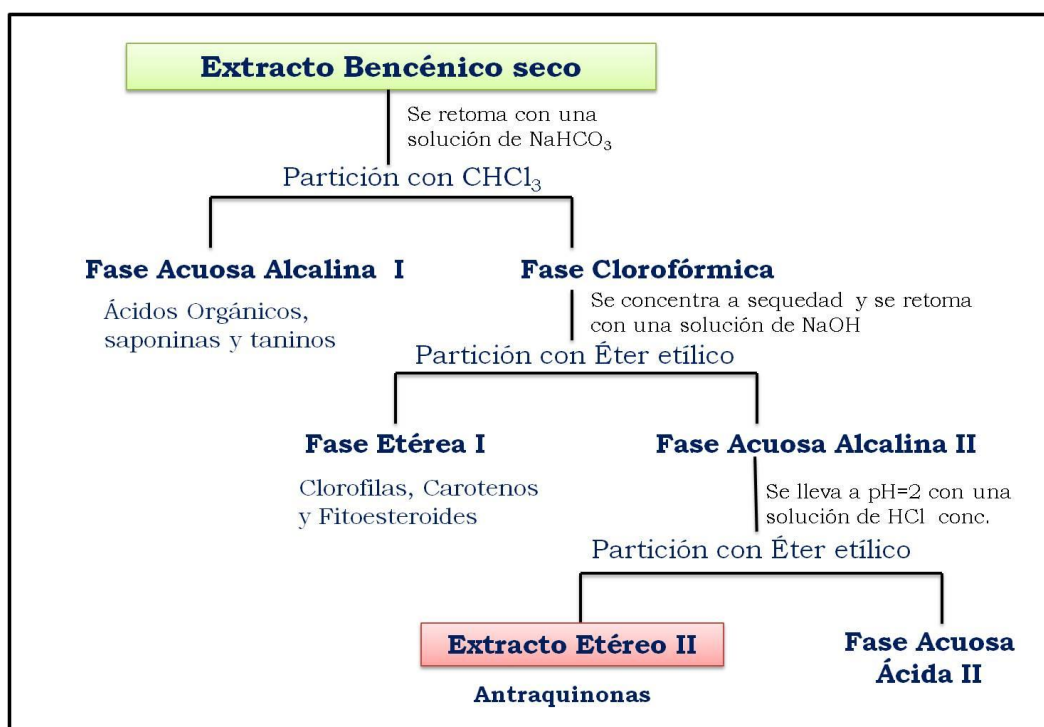 Extracto Bencénico seco
Se retoma con una
solución de NaHCO₃
Partición con CHCl₃
Fase Acuosa Alcalina I
Ácidos Orgánicos,
saponinas y taninos
Fase Clorofórmica
Se concentra a sequedad y se retoma
con una solución de NaOH
Partición con Éter etílico
Fase Etérea I
Clorofilas, Carotenos
y Fitoesteroides
Fase Acuosa Alcalina II
Se lleva a pH=2 con una
solución de HCl conc.
Partición con Éter etílico
Extracto Etéreo II
Antraquinonas
Fase Acuosa
Ácida II